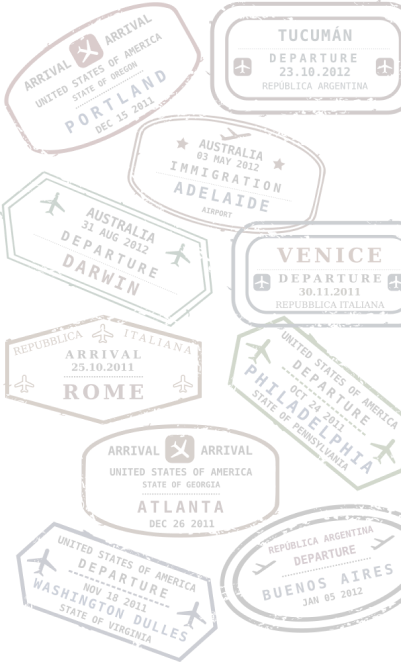 ARRIVAL ARRIVAL
UNITED STATES OF AMERICA
STATE OF OREGON
PORTLAND
DEC 15 2011
TUCUMÁN
DEPARTURE
23.10.2012
REPÚBLICA ARGENTINA
AUSTRALIA
03 MAY 2012
IMMIGRATION
ADELAIDE
AIRPORT
AUSTRALIA
31 AUG 2012
DEPARTURE
DARWIN
VENICE
DEPARTURE
30.11.2011
REPUBBLICA ITALIANA
REPUBBLICA ITALIANA
ARRIVAL
25.10.2011
ROME
UNITED STATES OF AMERICA
DEPARTURE
OCT 24 2011
PHILADELPHIA
STATE OF PENNSYLVANIA
ARRIVAL ARRIVAL
UNITED STATES OF AMERICA
STATE OF GEORGIA
ATLANTA
DEC 26 2011
UNITED STATES OF AMERICA
DEPARTURE
NOV 18 2011
WASHINGTON DULLES
STATE OF VIRGINIA
REPÚBLICA ARGENTINA
DEPARTURE
BUENOS AIRES
JAN 05 2012